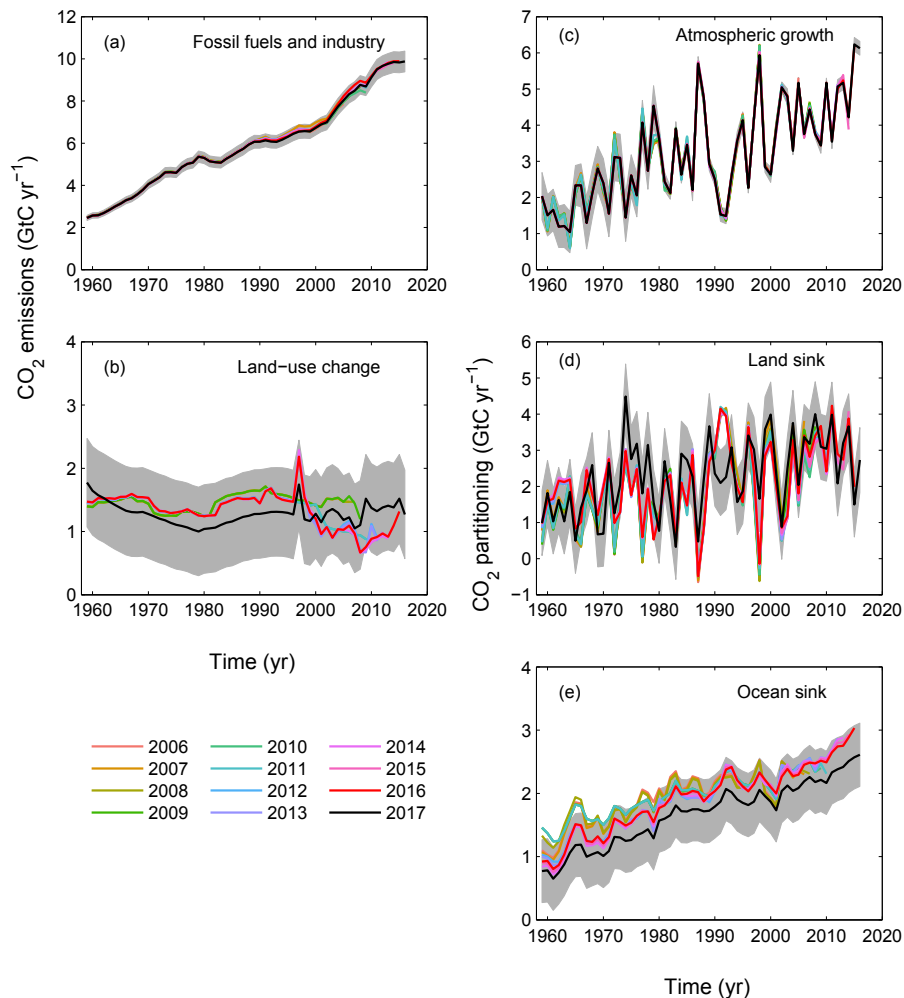 (a) Fossil fuels and industry
12
10
8
6
4
2
0
1960 1970 1980 1990 2000 2010 2020
CO₂ emissions (GtC yr⁻¹)
(b) Land−use change
4
3
2
1
0
1960 1970 1980 1990 2000 2010 2020
Time (yr)
(c) Atmospheric growth
7
6
5
4
3
2
1
0
1960 1970 1980 1990 2000 2010 2020
CO₂ partitioning (GtC yr⁻¹)
(d) Land sink
6
5
4
3
2
1
0
−1
1960 1970 1980 1990 2000 2010 2020
(e) Ocean sink
4
3
2
1
0
1960 1970 1980 1990 2000 2010 2020
Time (yr)
2006 2010 2014
2007 2011 2015
2008 2012 2016
2009 2013 2017